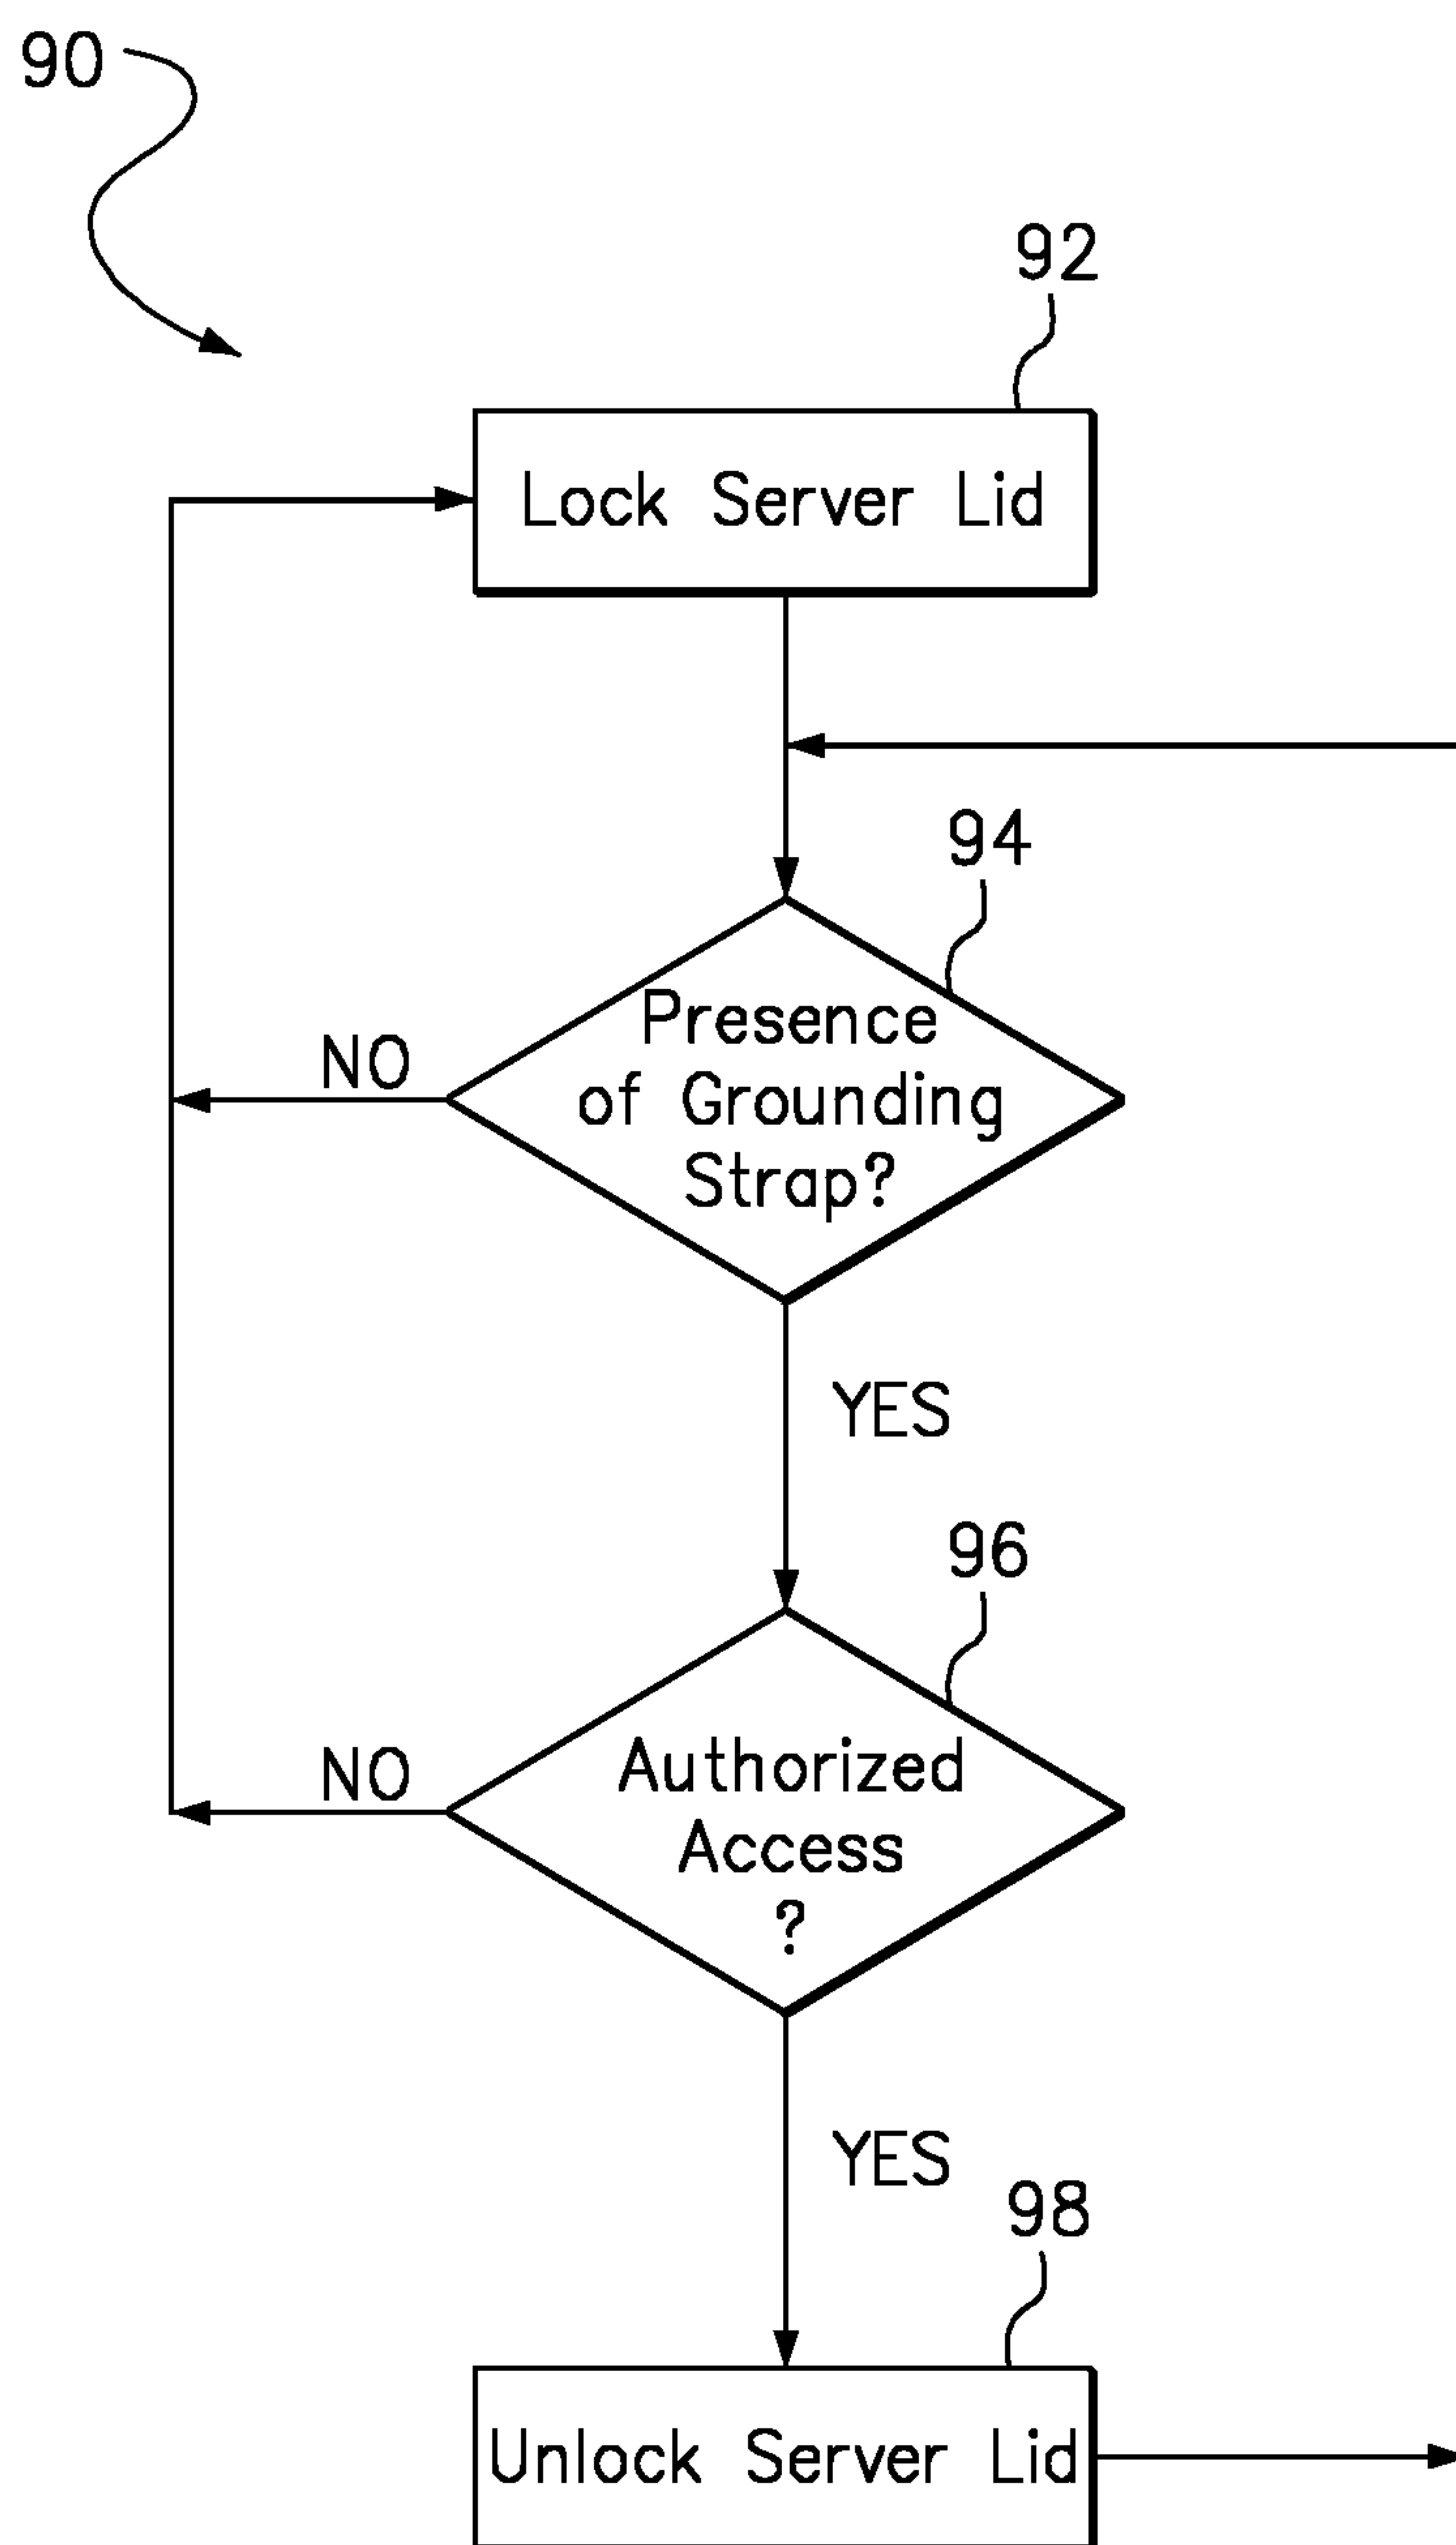 90
92
Lock Server Lid
94
Presence
of Grounding
Strap?
NO
YES
96
Authorized
Access
?
NO
YES
98
Unlock Server Lid